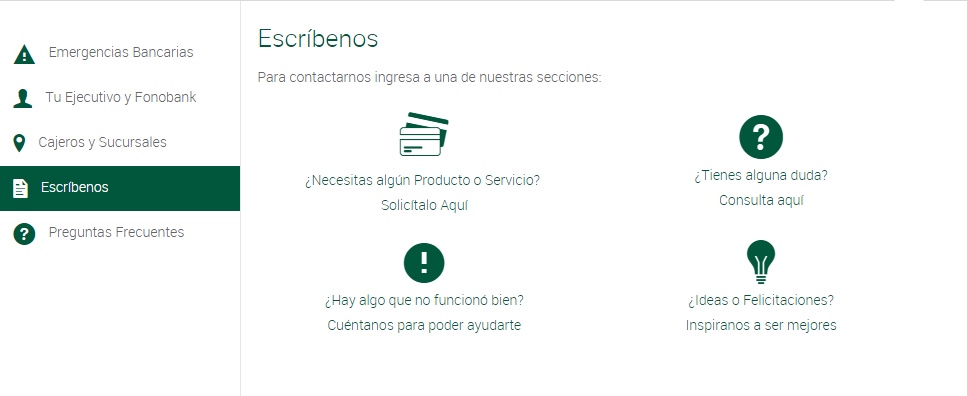 Emergencias Bancarias
Tu Ejecutivo y Fonobank
Cajeros y Sucursales
Escríbenos
Preguntas Frecuentes
Escríbenos
Para contactarnos ingresa a una de nuestras secciones:
¿Necesitas algún Producto o Servicio?
Solicítalo Aquí
¿Tienes alguna duda?
Consulta aquí
¿Hay algo que no funcionó bien?
Cuéntanos para poder ayudarte
¿Ideas o Felicitaciones?
Inspiranos a ser mejores